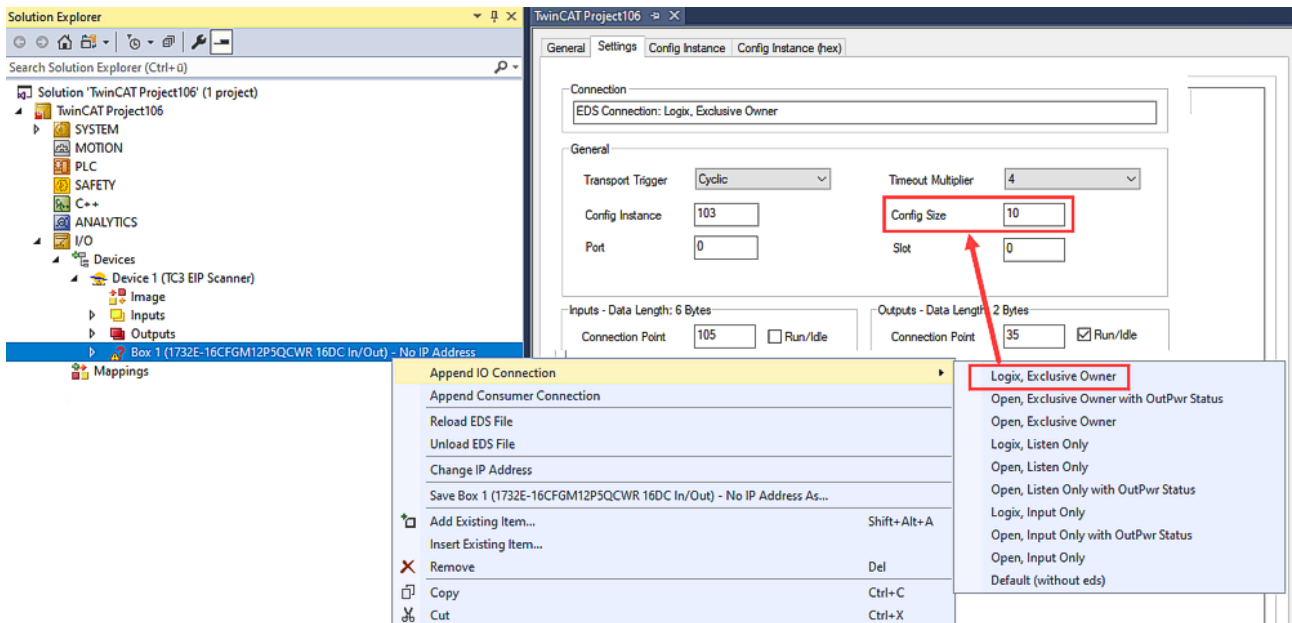 Solution Explorer
Search Solution Explorer (Ctrl+ü)
Solution 'TwinCAT Project106' (1 project)
TwinCAT Project106
SYSTEM
MOTION
PLC
SAFETY
C++
ANALYTICS
I/O
Devices
Device 1 (TC3 EIP Scanner)
Image
Inputs
Outputs
Box 1 (1732E-16CFGM12P5QCWR 16DC In/Out) - No IP Address
Mappings
TwinCAT Project106
General Settings Config Instance Config Instance (hex)
Connection
EDS Connection: Logix, Exclusive Owner
General
Transport Trigger Cyclic Timeout Multiplier 4
Config Instance 103 Config Size 10
Port 0 Slot 0
Inputs - Data Length: 6 Bytes Outputs - Data Length: 2 Bytes
Connection Point 105 Run/Idle Connection Point 35 Run/Idle
Append IO Connection
Append Consumer Connection
Reload EDS File
Unload EDS File
Change IP Address
Save Box 1 (1732E-16CFGM12P5QCWR 16DC In/Out) - No IP Address As...
Add Existing Item... Shift+Alt+A
Insert Existing Item...
Remove Del
Copy Ctrl+C
Cut Ctrl+X
Logix, Exclusive Owner
Open, Exclusive Owner with OutPwr Status
Open, Exclusive Owner
Logix, Listen Only
Open, Listen Only
Open, Listen Only with OutPwr Status
Logix, Input Only
Open, Input Only with OutPwr Status
Open, Input Only
Default (without eds)